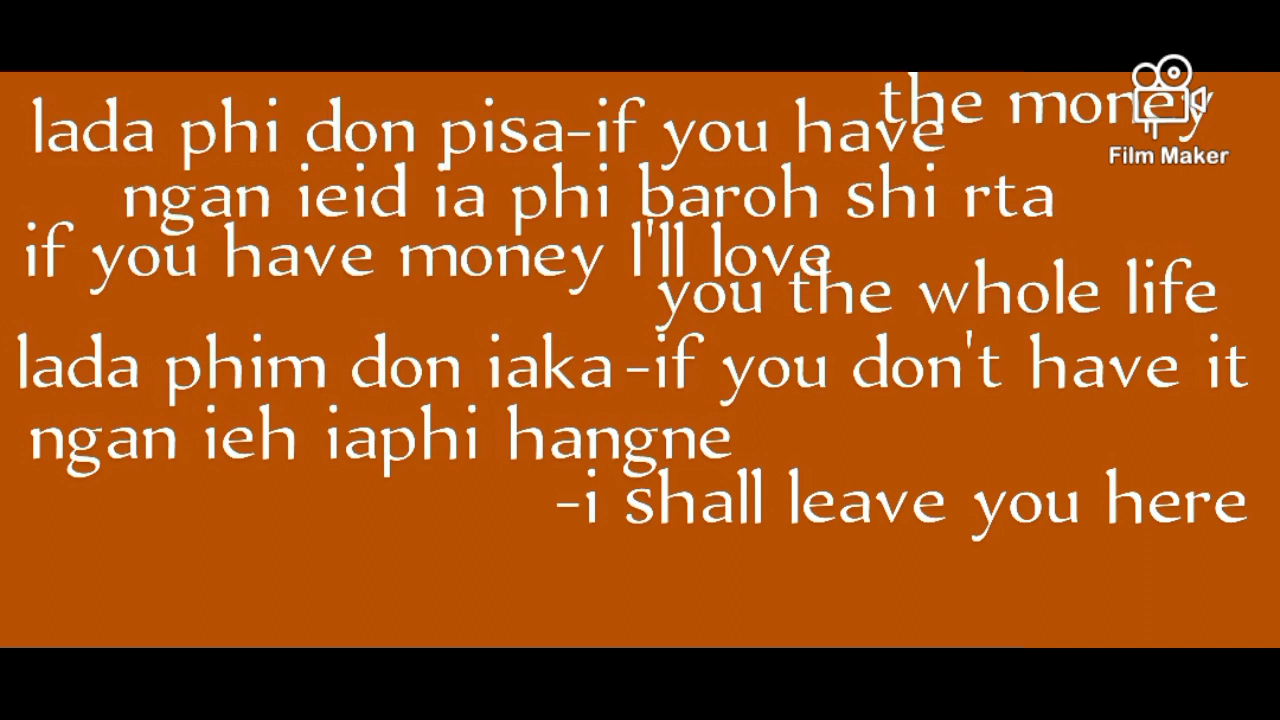 lada phi don pisa-if you have
the money
Film Maker
ngan ieid ia phi baroh shi rta
if you have money I'll love
you the whole life
lada phim don iaka-if you don't have it
ngan ieh iaphi hangne
-i shall leave you here